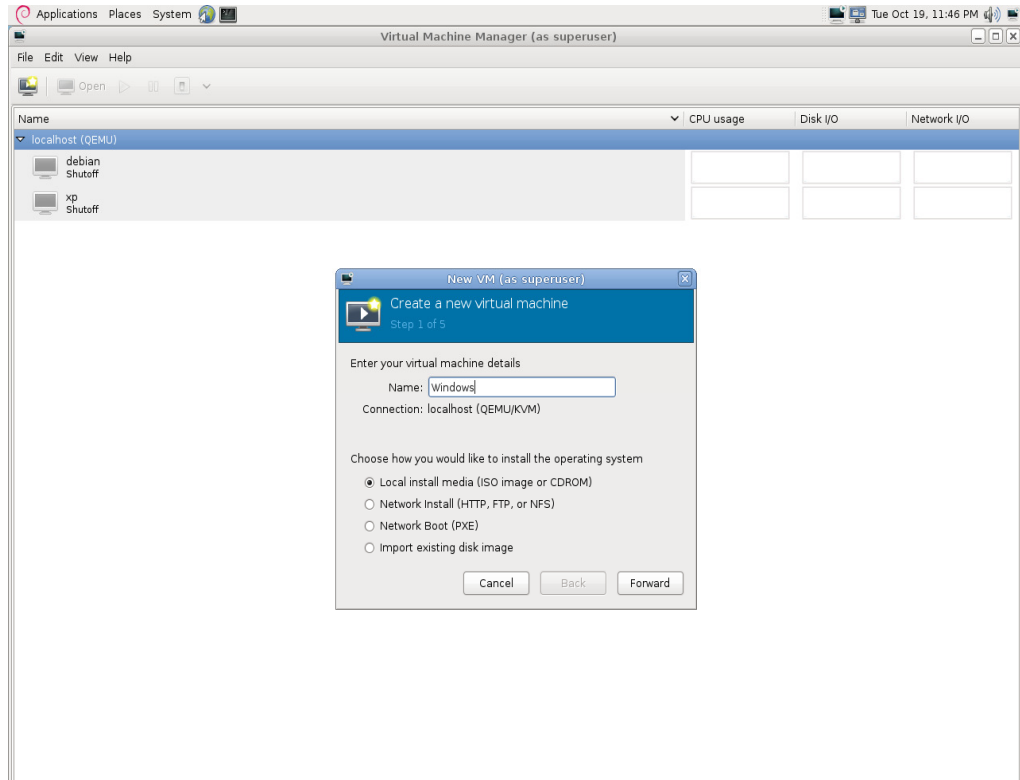 Applications Places System Tue Oct 19, 11:46 PM
Virtual Machine Manager (as superuser)
File Edit View Help
Open
Name CPU usage Disk I/O Network I/O
localhost (QEMU)
debian
Shutoff
xp
Shutoff
New VM (as superuser)
Create a new virtual machine
Step 1 of 5
Enter your virtual machine details
Name: Windows
Connection: localhost (QEMU/KVM)
Choose how you would like to install the operating system
Local install media (ISO image or CDROM)
Network Install (HTTP, FTP, or NFS)
Network Boot (PXE)
Import existing disk image
Cancel Back Forward